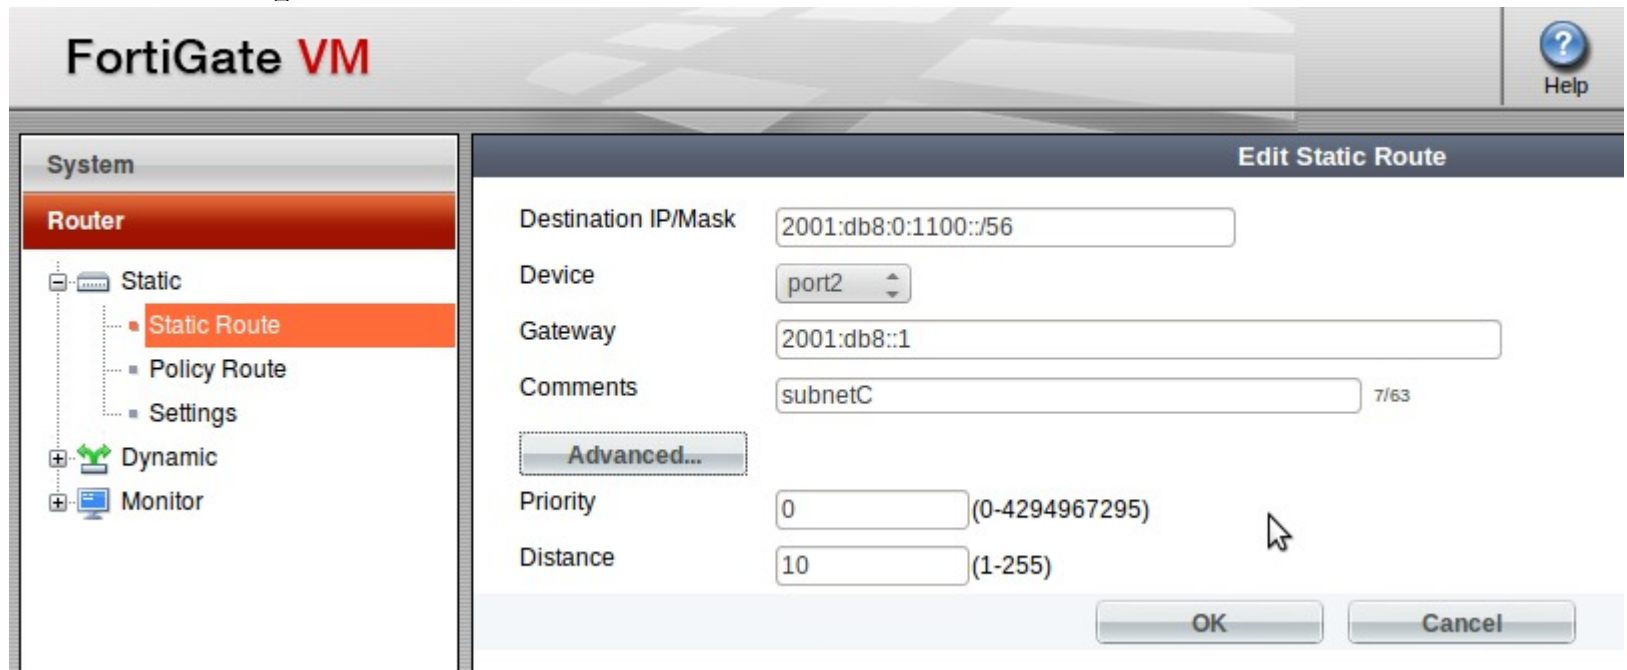 FortiGate VM
Help
System
Router
Static
Static Route
Policy Route
Settings
Dynamic
Monitor
Edit Static Route
Destination IP/Mask 2001:db8:0:1100::/56
Device port2
Gateway 2001:db8::1
Comments subnetC 7/63
Advanced...
Priority 0 (0-4294967295)
Distance 10 (1-255)
OK Cancel